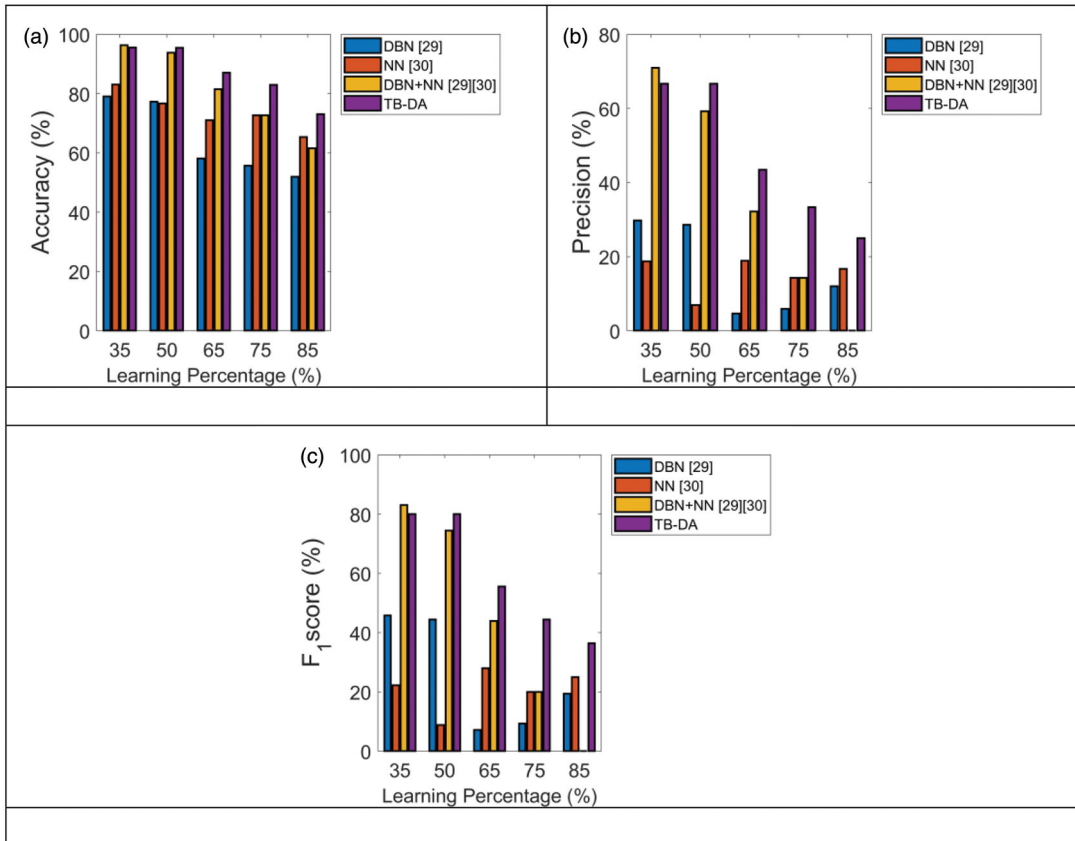 (a)
100
80
60
40
20
0
Accuracy (%)
35 50 65 75 85
Learning Percentage (%)
DBN [29]
NN [30]
DBN+NN [29][30]
TB-DA
(b)
80
60
40
20
0
Precision (%)
35 50 65 75 85
Learning Percentage (%)
DBN [29]
NN [30]
DBN+NN [29][30]
TB-DA
(c)
100
80
60
40
20
0
F1 score (%)
35 50 65 75 85
Learning Percentage (%)
DBN [29]
NN [30]
DBN+NN [29][30]
TB-DA